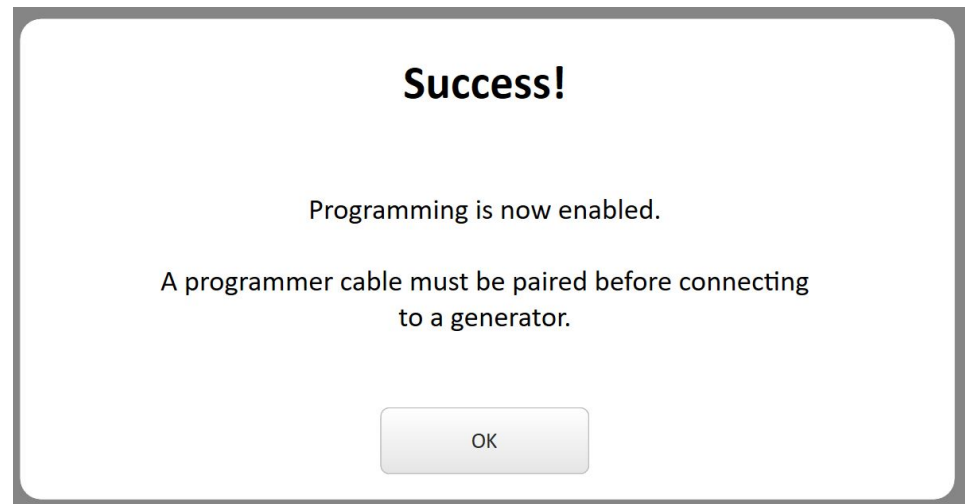 Success!
Programming is now enabled.
A programmer cable must be paired before connecting
to a generator.
OK